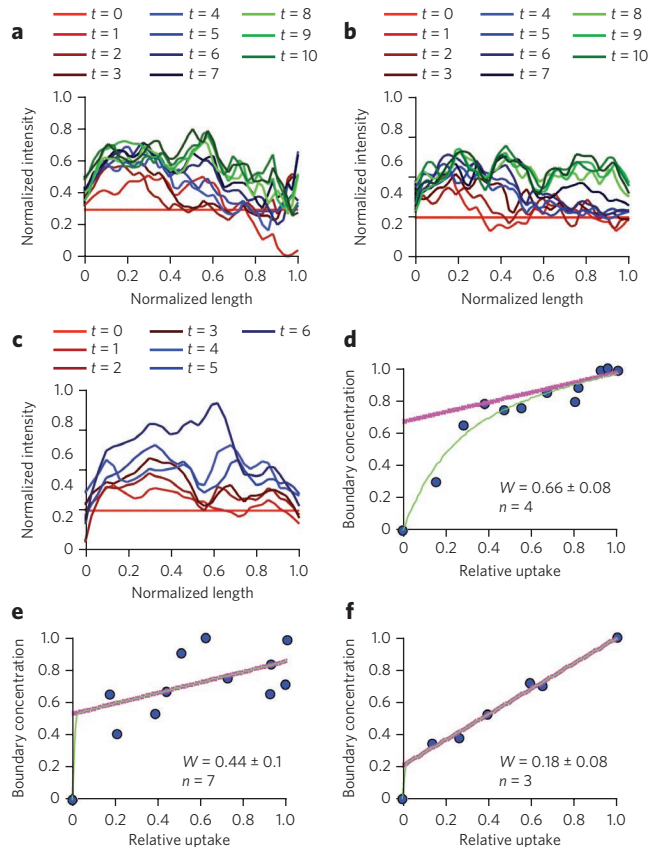 a
t = 0
t = 1
t = 2
t = 3
t = 4
t = 5
t = 6
t = 7
t = 8
t = 9
t = 10
Normalized intensity
1.0
0.8
0.6
0.4
0.2
0
0 0.2 0.4 0.6 0.8 1.0
Normalized length
b
t = 0
t = 1
t = 2
t = 3
t = 4
t = 5
t = 6
t = 7
t = 8
t = 9
t = 10
Normalized intensity
1.0
0.8
0.6
0.4
0.2
0
0 0.2 0.4 0.6 0.8 1.0
Normalized length
c
t = 0
t = 1
t = 2
t = 3
t = 4
t = 5
t = 6
Normalized intensity
1.0
0.8
0.6
0.4
0.2
0
0 0.2 0.4 0.6 0.8 1.0
Normalized length
d
Boundary concentration
1.0
0.8
0.6
0.4
0.2
0
W = 0.66 ± 0.08
n = 4
0 0.2 0.4 0.6 0.8 1.0
Relative uptake
e
Boundary concentration
1.0
0.8
0.6
0.4
0.2
0
W = 0.44 ± 0.1
n = 7
0 0.2 0.4 0.6 0.8 1.0
Relative uptake
f
Boundary concentration
1.0
0.8
0.6
0.4
0.2
0
W = 0.18 ± 0.08
n = 3
0 0.2 0.4 0.6 0.8 1.0
Relative uptake